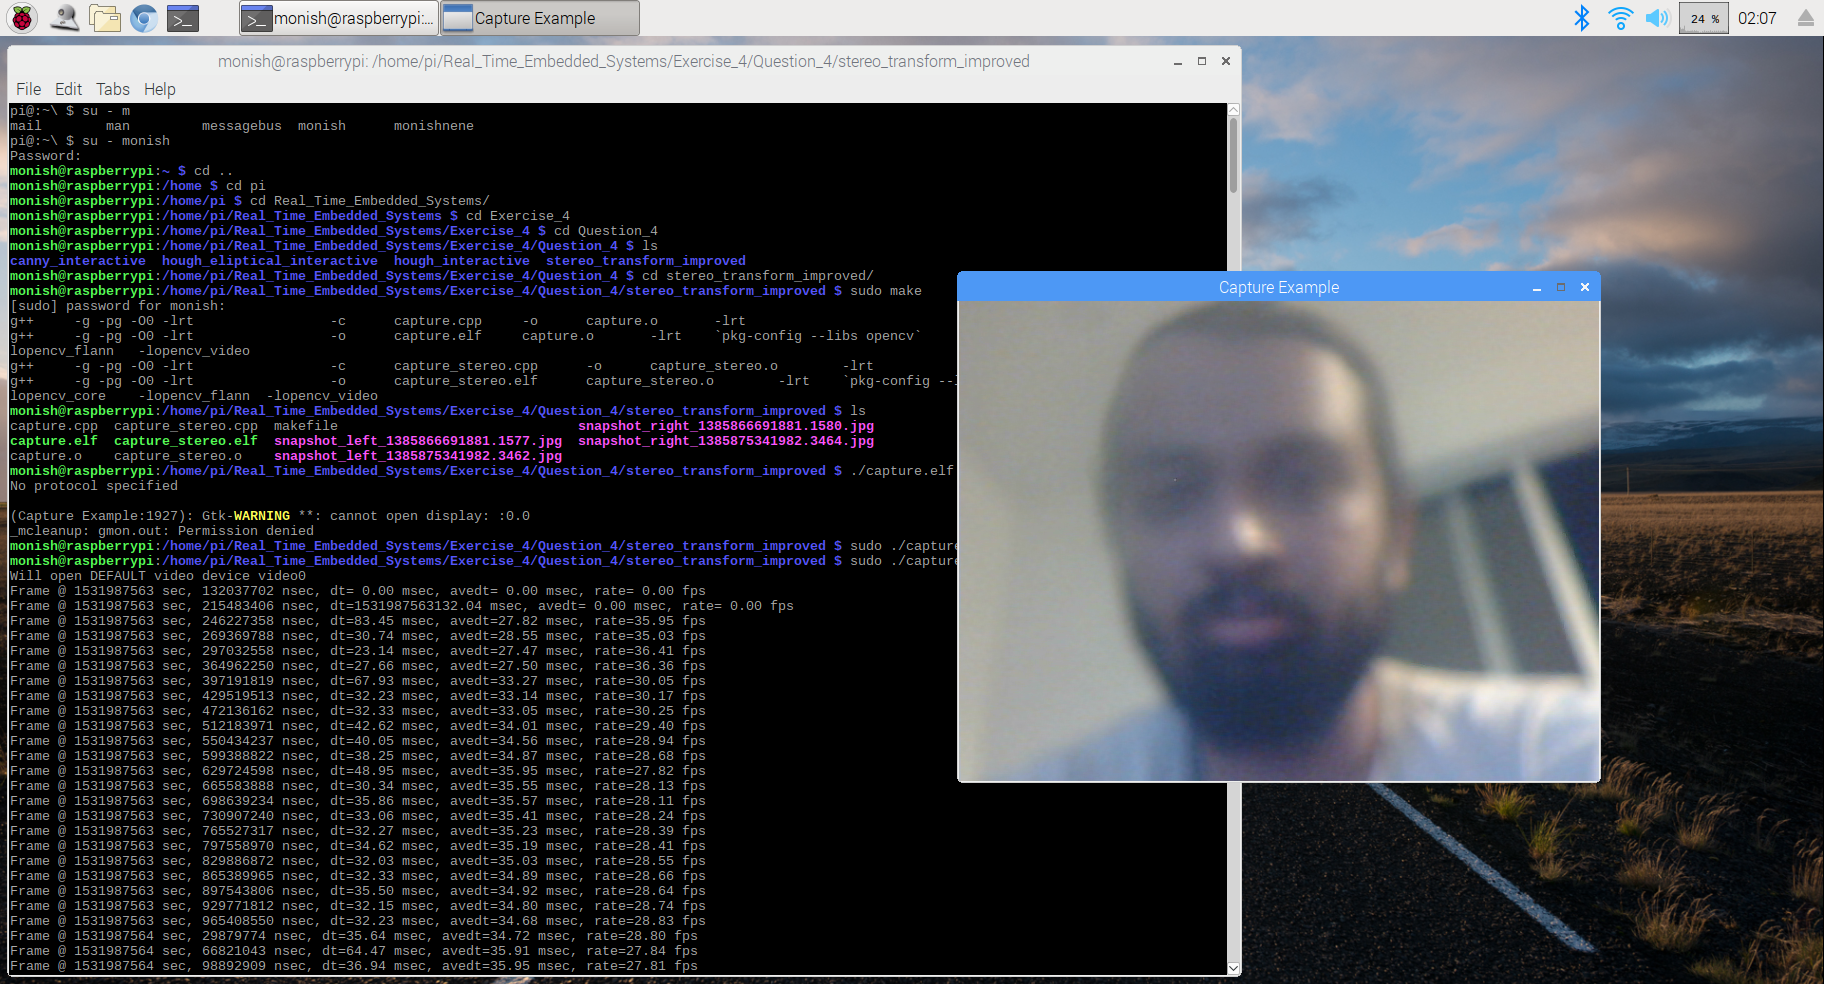 monish@raspberrypi:...
Capture Example
24 %
02:07
monish@raspberrypi: /home/pi/Real_Time_Embedded_Systems/Exercise_4/Question_4/stereo_transform_improved
File Edit Tabs Help
pi@:~\ $ su - m
mail        man         messagebus  monish      monishnene
pi@:~\ $ su - monish
Password:
monish@raspberrypi:~ $ cd ..
monish@raspberrypi:/home $ cd pi
monish@raspberrypi:/home/pi $ cd Real_Time_Embedded_Systems/
monish@raspberrypi:/home/pi/Real_Time_Embedded_Systems $ cd Exercise_4
monish@raspberrypi:/home/pi/Real_Time_Embedded_Systems/Exercise_4 $ cd Question_4
monish@raspberrypi:/home/pi/Real_Time_Embedded_Systems/Exercise_4/Question_4 $ ls
canny_interactive  hough_eliptical_interactive  hough_interactive  stereo_transform_improved
monish@raspberrypi:/home/pi/Real_Time_Embedded_Systems/Exercise_4/Question_4 $ cd stereo_transform_improved/
monish@raspberrypi:/home/pi/Real_Time_Embedded_Systems/Exercise_4/Question_4/stereo_transform_improved $ sudo make
[sudo] password for monish:
g++     -g -pg -O0 -lrt                 -c      capture.cpp     -o      capture.o       -lrt
g++     -g -pg -O0 -lrt                 -o      capture.elf     capture.o       -lrt    `pkg-config --libs opencv`
lopencv_flann   -lopencv_video
g++     -g -pg -O0 -lrt                 -c      capture_stereo.cpp      -o      capture_stereo.o        -lrt
g++     -g -pg -O0 -lrt                 -o      capture_stereo.elf      capture_stereo.o        -lrt    `pkg-config --
lopencv_core    -lopencv_flann  -lopencv_video
monish@raspberrypi:/home/pi/Real_Time_Embedded_Systems/Exercise_4/Question_4/stereo_transform_improved $ ls
capture.cpp  capture_stereo.cpp  makefile                              snapshot_right_1385866691881.1580.jpg
capture.elf  capture_stereo.elf  snapshot_left_1385866691881.1577.jpg  snapshot_right_1385875341982.3464.jpg
capture.o    capture_stereo.o    snapshot_left_1385875341982.3462.jpg
monish@raspberrypi:/home/pi/Real_Time_Embedded_Systems/Exercise_4/Question_4/stereo_transform_improved $ ./capture.elf
No protocol specified
(Capture Example:1927): Gtk-WARNING **: cannot open display: :0.0
_mcleanup: gmon.out: Permission denied
monish@raspberrypi:/home/pi/Real_Time_Embedded_Systems/Exercise_4/Question_4/stereo_transform_improved $ sudo ./capture
monish@raspberrypi:/home/pi/Real_Time_Embedded_Systems/Exercise_4/Question_4/stereo_transform_improved $ sudo ./capture
Will open DEFAULT video device video0
Frame @ 1531987563 sec, 132037702 nsec, dt= 0.00 msec, avedt= 0.00 msec, rate= 0.00 fps
Frame @ 1531987563 sec, 215483406 nsec, dt=1531987563132.04 msec, avedt= 0.00 msec, rate= 0.00 fps
Frame @ 1531987563 sec, 246227358 nsec, dt=83.45 msec, avedt=27.82 msec, rate=35.95 fps
Frame @ 1531987563 sec, 269369788 nsec, dt=30.74 msec, avedt=28.55 msec, rate=35.03 fps
Frame @ 1531987563 sec, 297032558 nsec, dt=23.14 msec, avedt=27.47 msec, rate=36.41 fps
Frame @ 1531987563 sec, 364962250 nsec, dt=27.66 msec, avedt=27.50 msec, rate=36.36 fps
Frame @ 1531987563 sec, 397191819 nsec, dt=67.93 msec, avedt=33.27 msec, rate=30.05 fps
Frame @ 1531987563 sec, 429519513 nsec, dt=32.23 msec, avedt=33.14 msec, rate=30.17 fps
Frame @ 1531987563 sec, 472136162 nsec, dt=32.33 msec, avedt=33.05 msec, rate=30.25 fps
Frame @ 1531987563 sec, 512183971 nsec, dt=42.62 msec, avedt=34.01 msec, rate=29.40 fps
Frame @ 1531987563 sec, 550434237 nsec, dt=40.05 msec, avedt=34.56 msec, rate=28.94 fps
Frame @ 1531987563 sec, 599388822 nsec, dt=38.25 msec, avedt=34.87 msec, rate=28.68 fps
Frame @ 1531987563 sec, 629724598 nsec, dt=48.95 msec, avedt=35.95 msec, rate=27.82 fps
Frame @ 1531987563 sec, 665583888 nsec, dt=30.34 msec, avedt=35.55 msec, rate=28.13 fps
Frame @ 1531987563 sec, 698639234 nsec, dt=35.86 msec, avedt=35.57 msec, rate=28.11 fps
Frame @ 1531987563 sec, 730907240 nsec, dt=33.06 msec, avedt=35.41 msec, rate=28.24 fps
Frame @ 1531987563 sec, 765527317 nsec, dt=32.27 msec, avedt=35.23 msec, rate=28.39 fps
Frame @ 1531987563 sec, 797558970 nsec, dt=34.62 msec, avedt=35.19 msec, rate=28.41 fps
Frame @ 1531987563 sec, 829886872 nsec, dt=32.03 msec, avedt=35.03 msec, rate=28.55 fps
Frame @ 1531987563 sec, 865389965 nsec, dt=32.33 msec, avedt=34.89 msec, rate=28.66 fps
Frame @ 1531987563 sec, 897543806 nsec, dt=35.50 msec, avedt=34.92 msec, rate=28.64 fps
Frame @ 1531987563 sec, 929771812 nsec, dt=32.15 msec, avedt=34.80 msec, rate=28.74 fps
Frame @ 1531987563 sec, 965408550 nsec, dt=32.23 msec, avedt=34.68 msec, rate=28.83 fps
Frame @ 1531987564 sec, 29879774 nsec, dt=35.64 msec, avedt=34.72 msec, rate=28.80 fps
Frame @ 1531987564 sec, 66821043 nsec, dt=64.47 msec, avedt=35.91 msec, rate=27.84 fps
Frame @ 1531987564 sec, 98892909 nsec, dt=36.94 msec, avedt=35.95 msec, rate=27.81 fps
Capture Example